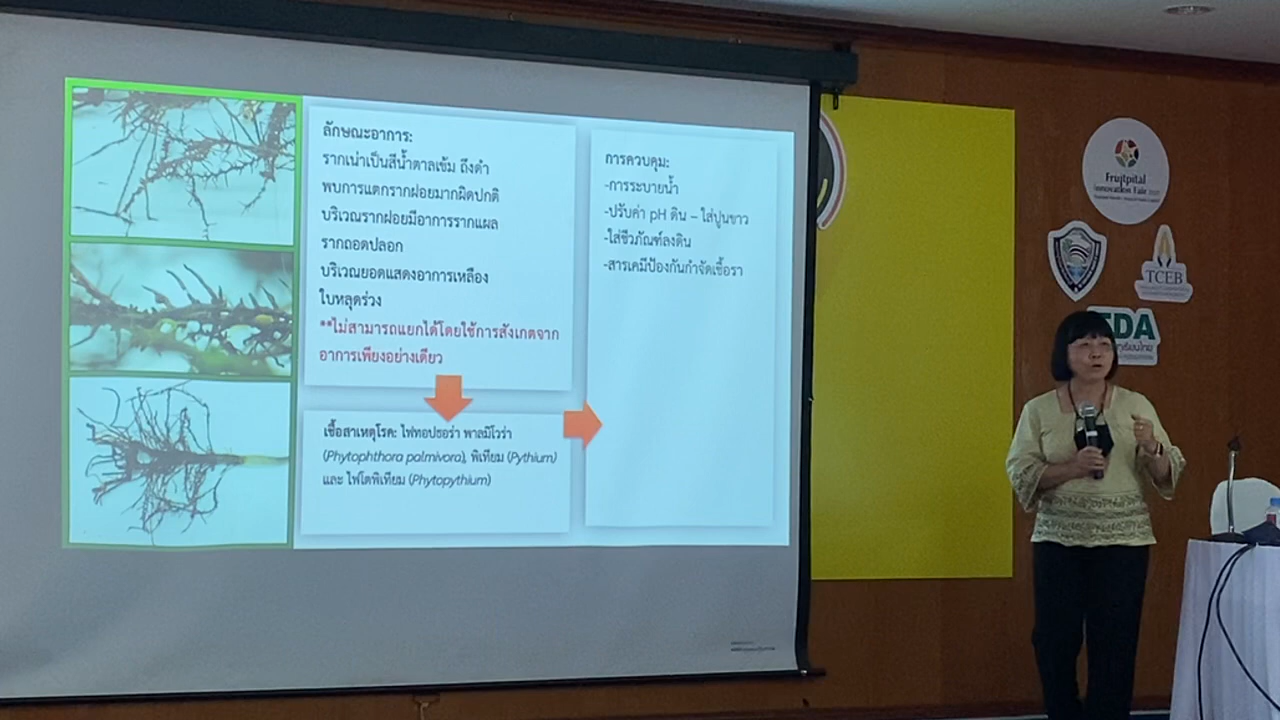 ลักษณะอาการ:
รากเน่าเป็นสีน้ำตาลเข้ม ถึงดำ
พบการแตกรากฝอยมากผิดปกติ
บริเวณรากฝอยมีอาการรากแผล
รากถอดปลอก
บริเวณยอดแสดงอาการเหลือง
ใบหลุดร่วง
**ไม่สามารถแยกได้โดยใช้การสังเกตจาก
อาการเพียงอย่างเดียว
เชื้อสาเหตุโรค: ไฟทอปธอร่า พาลมิโวร่า
(Phytophthora palmivora), พิเทียม (Pythium)
และ ไฟโตพิเทียม (Phytopythium)
การควบคุม:
-การระบายน้ำ
-ปรับค่า pH ดิน – ใส่ปูนขาว
-ใส่ชีวภัณฑ์ลงดิน
-สารเคมีป้องกันกำจัดเชื้อรา
Fruitpital
Innovation Fair
TCEB
TDA